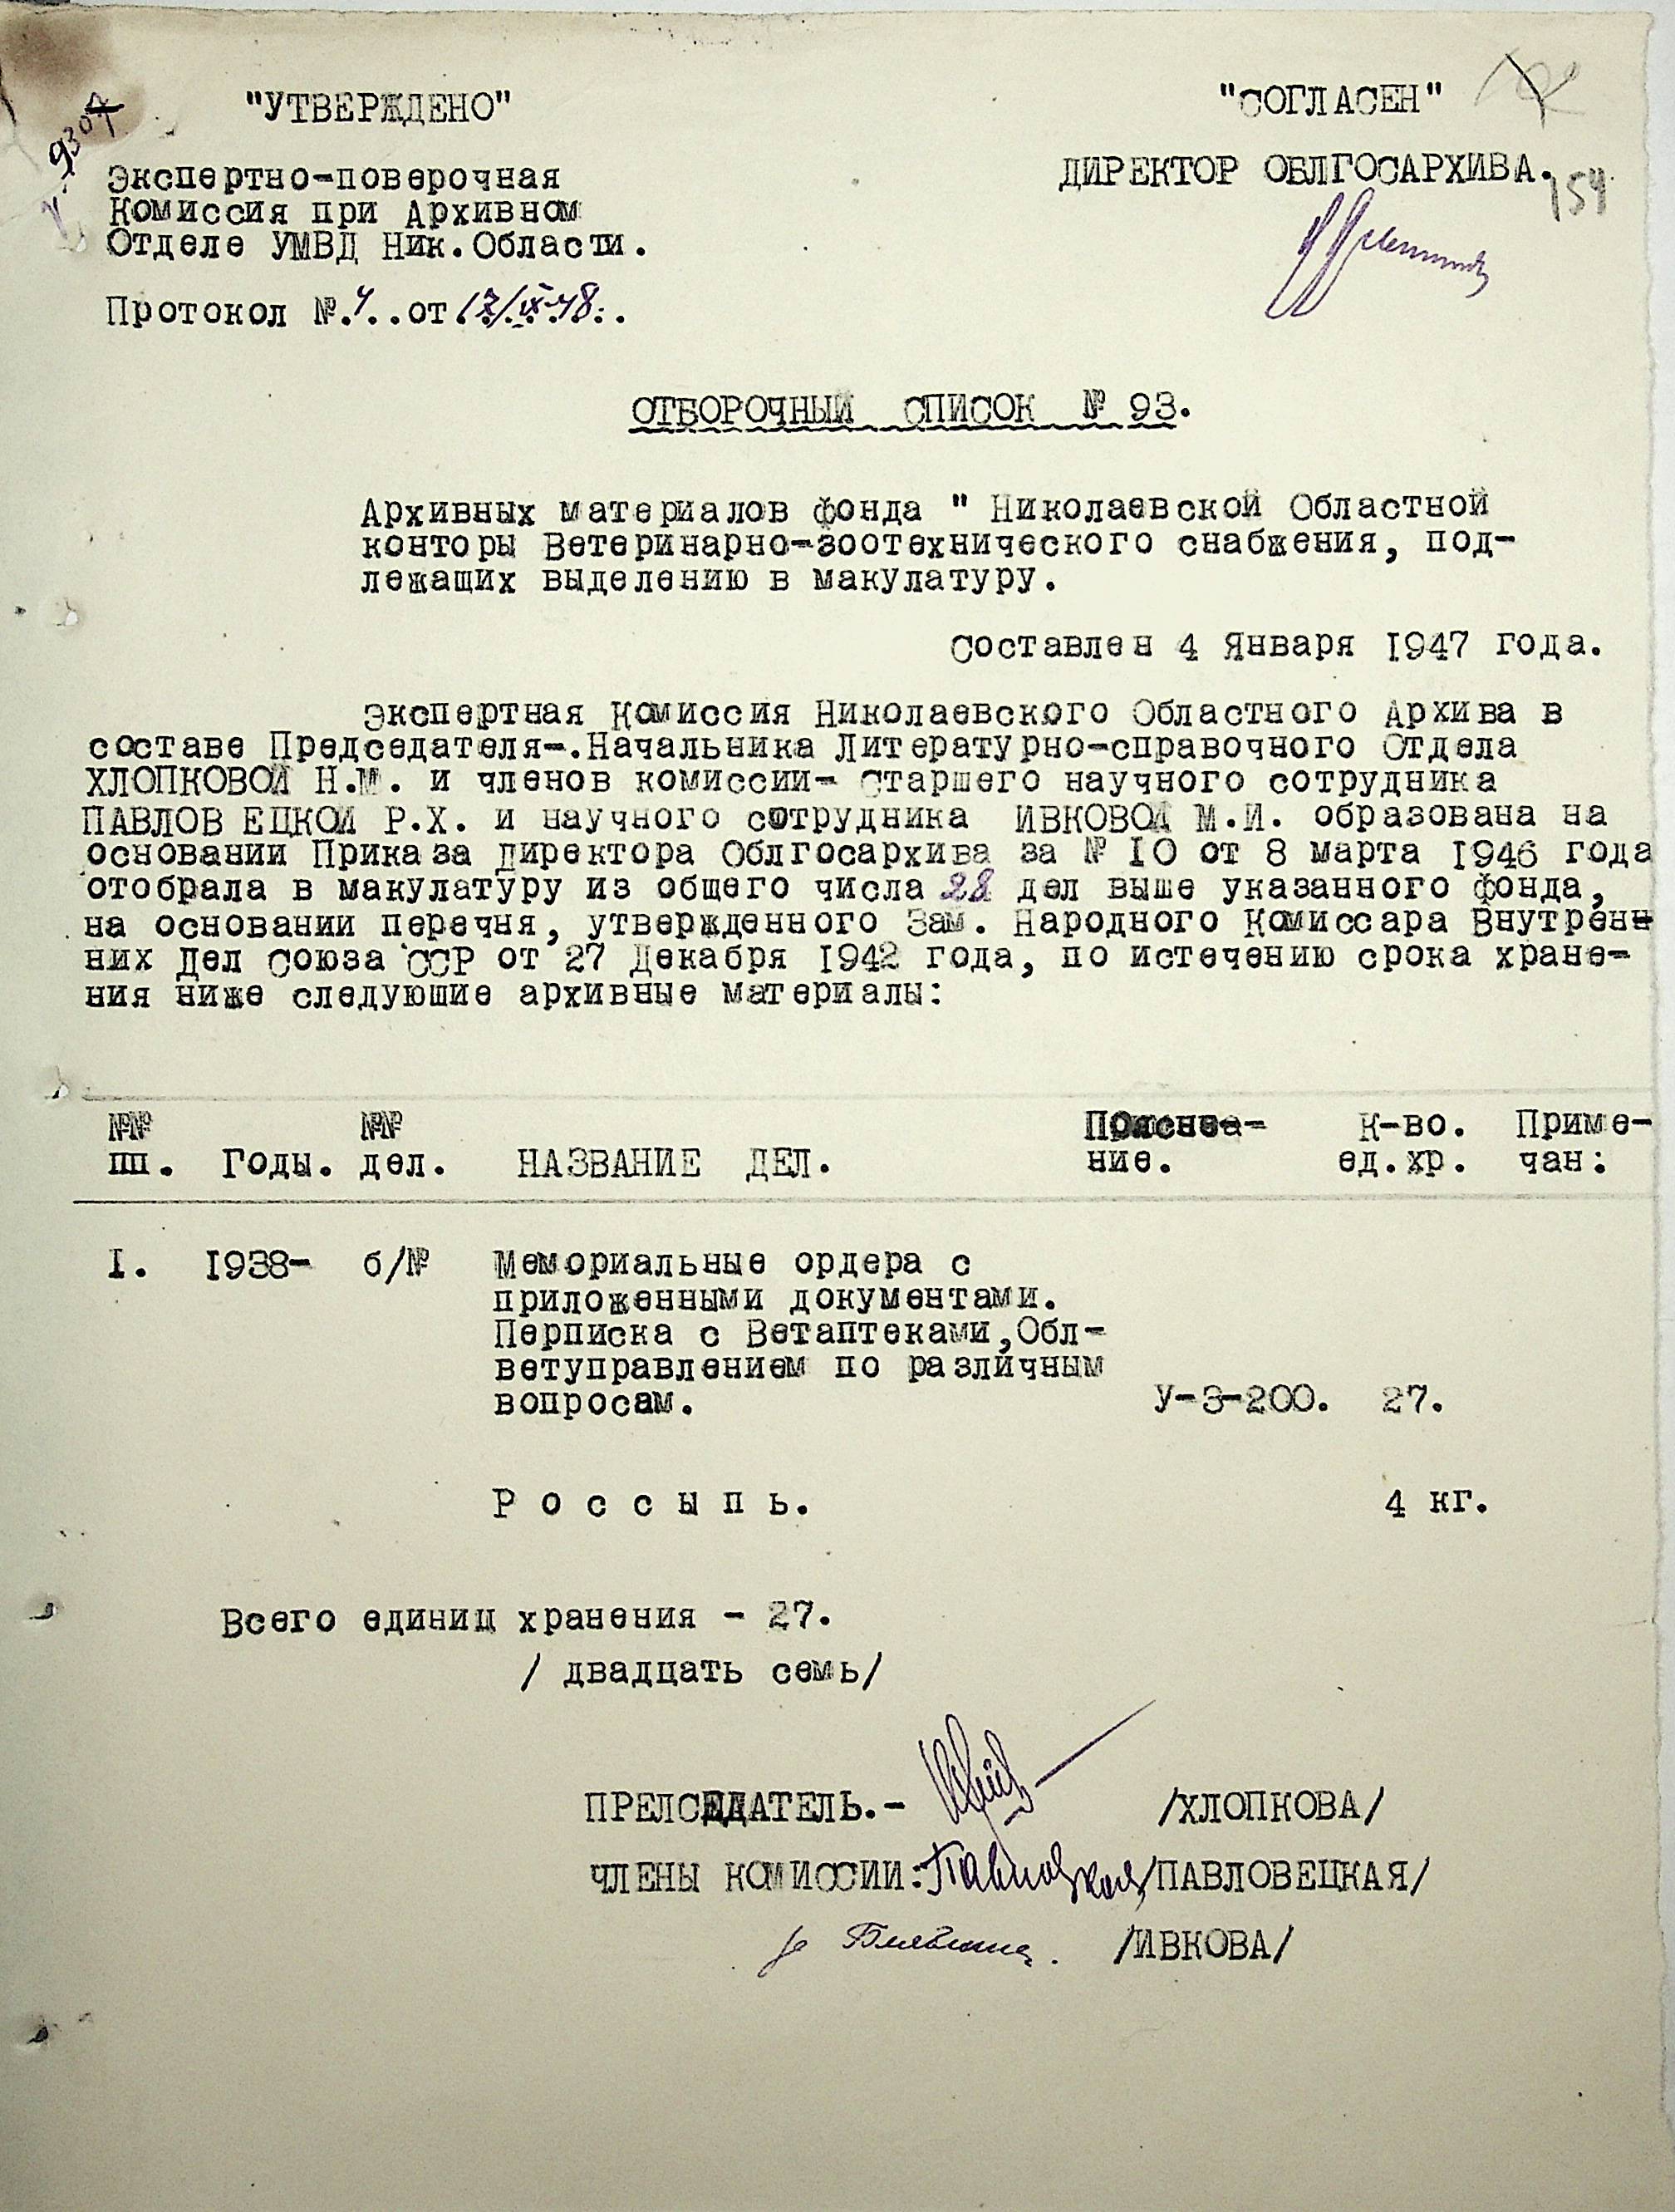 "УТВЕРЖДЕНО"
"СОГЛАСЕН"
Экспертно-поверочная
Комиссия при Архивном
Отделе УМВД Ник.Области.
ДИРЕКТОР ОБЛГОСАРХИВА.
154
Протокол №.4..от.17/IX-48:.
ОТБОРОЧНЫЙ СПИСОК № 93.
Архивных материалов фонда " Николаевской Областной
конторы Ветеринарно-зоотехнического снабжения, под-
лежащих выделению в макулатуру.
Составлен 4 Января 1947 года.
Экспертная Комиссия Николаевского Областного Архива в
составе Председателя-.Начальника Литературно-справочного Отдела
ХЛОПКОВОЙ Н.М. и членов комиссии- Старшего научного сотрудника
ПАВЛОВЕЦКОЙ Р.Х. и научного сотрудника ИВКОВОЙ М.И. образована на
основании Приказа директора Облгосархива за № 10 от 8 марта 1946 года
отобрала в макулатуру из общего числа 28 дел выше указанного фонда,
на основании перечня, утвержденного Зам. Народного Комиссара Внутрен-
них Дел Союза ССР от 27 Декабря 1942 года, по истечению срока хране-
ния ниже следующие архивные материалы:
№№ №№ Поясне- К-во. Приме-
пп. Годы. дел. НАЗВАНИЕ ДЕЛ. ние. ед.хр. чан:
I. 1938- б/№ Мемориальные ордера с
приложенными документами.
Перписка с Ветаптеками,Обл-
ветуправлением по различным
вопросам. У-3-200. 27.
Р о с с ы п ь. 4 кг.
Всего единиц хранения - 27.
/ двадцать семь/
ПРЕЛСЕДАТЕЛЬ.- /ХЛОПКОВА/
ЧЛЕНЫ КОМИССИИ: /ПАВЛОВЕЦКАЯ/
/ИВКОВА/